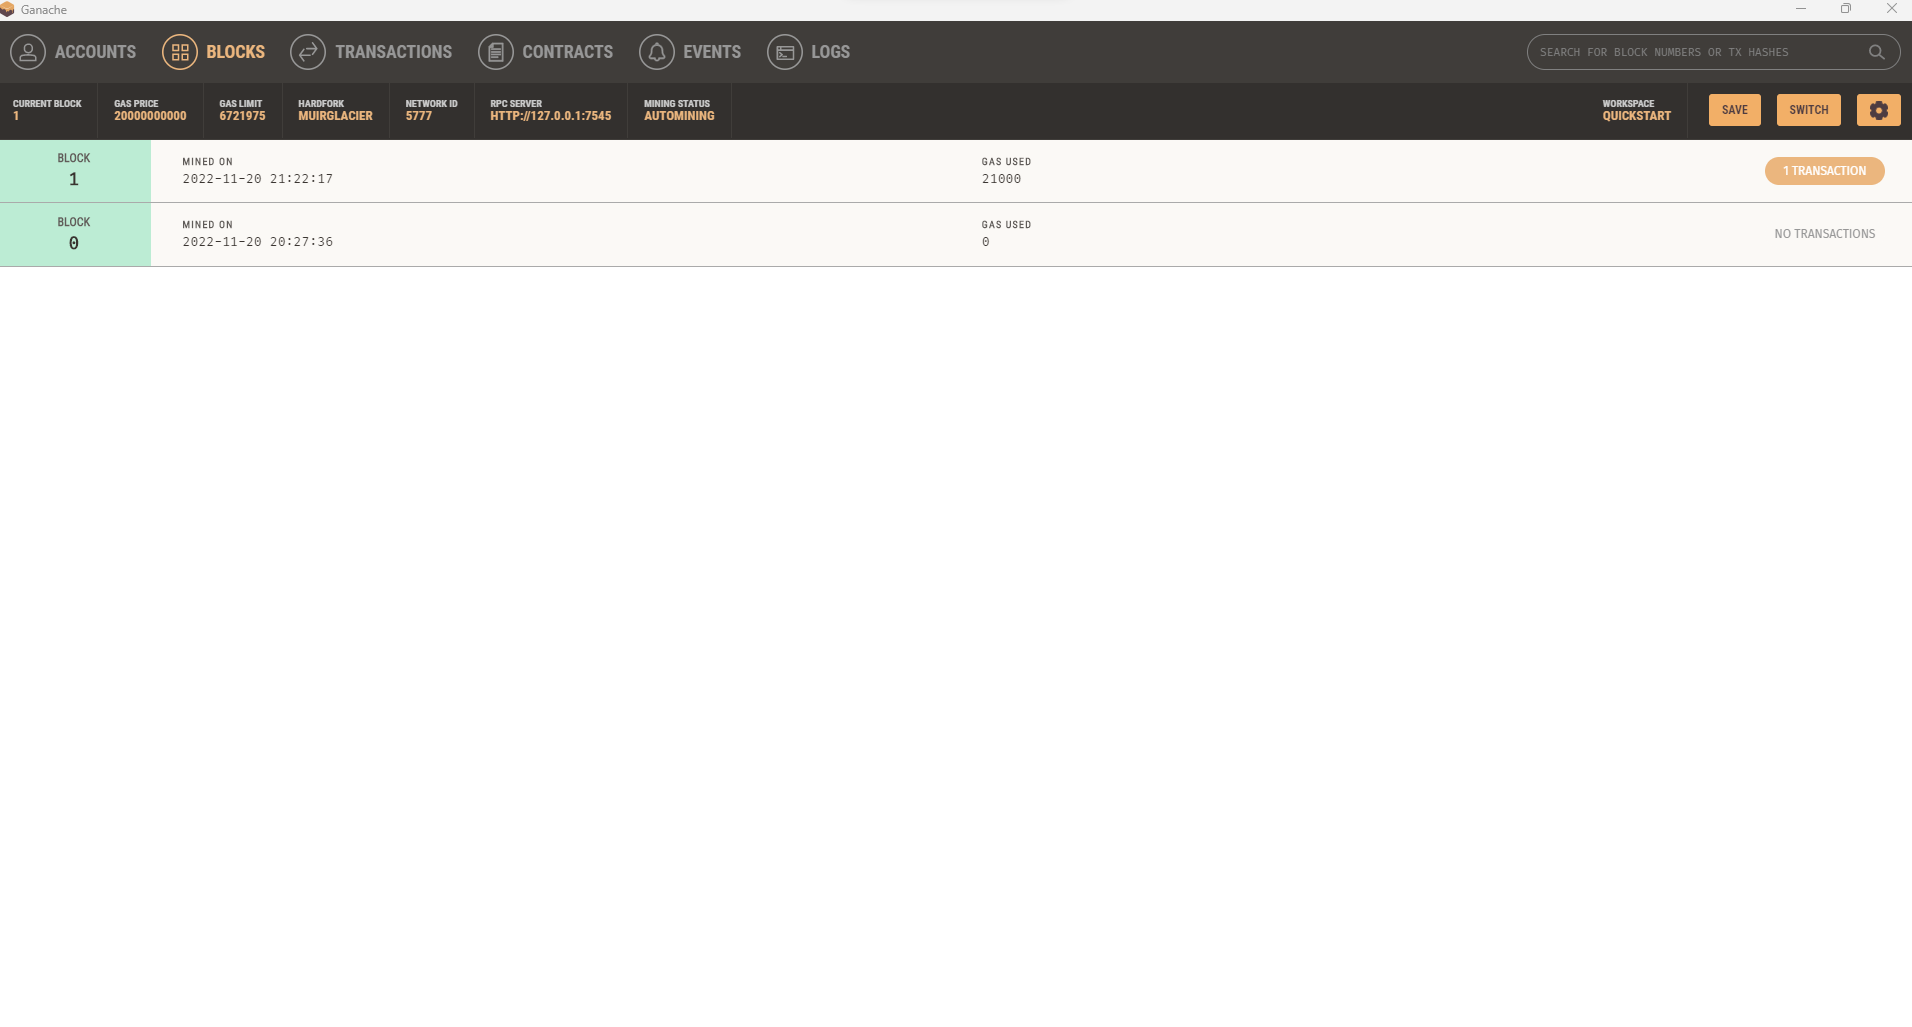 Ganache
ACCOUNTS BLOCKS TRANSACTIONS CONTRACTS EVENTS LOGS SEARCH FOR BLOCK NUMBERS OR TX HASHES
CURRENT BLOCK GAS PRICE GAS LIMIT HARDFORK NETWORK ID RPC SERVER MINING STATUS WORKSPACE
1 20000000000 6721975 MUIRGLACIER 5777 HTTP://127.0.0.1:7545 AUTOMINING QUICKSTART SAVE SWITCH
BLOCK MINED ON GAS USED
1 2022-11-20 21:22:17 21000 1 TRANSACTION
BLOCK MINED ON GAS USED
0 2022-11-20 20:27:36 0 NO TRANSACTIONS